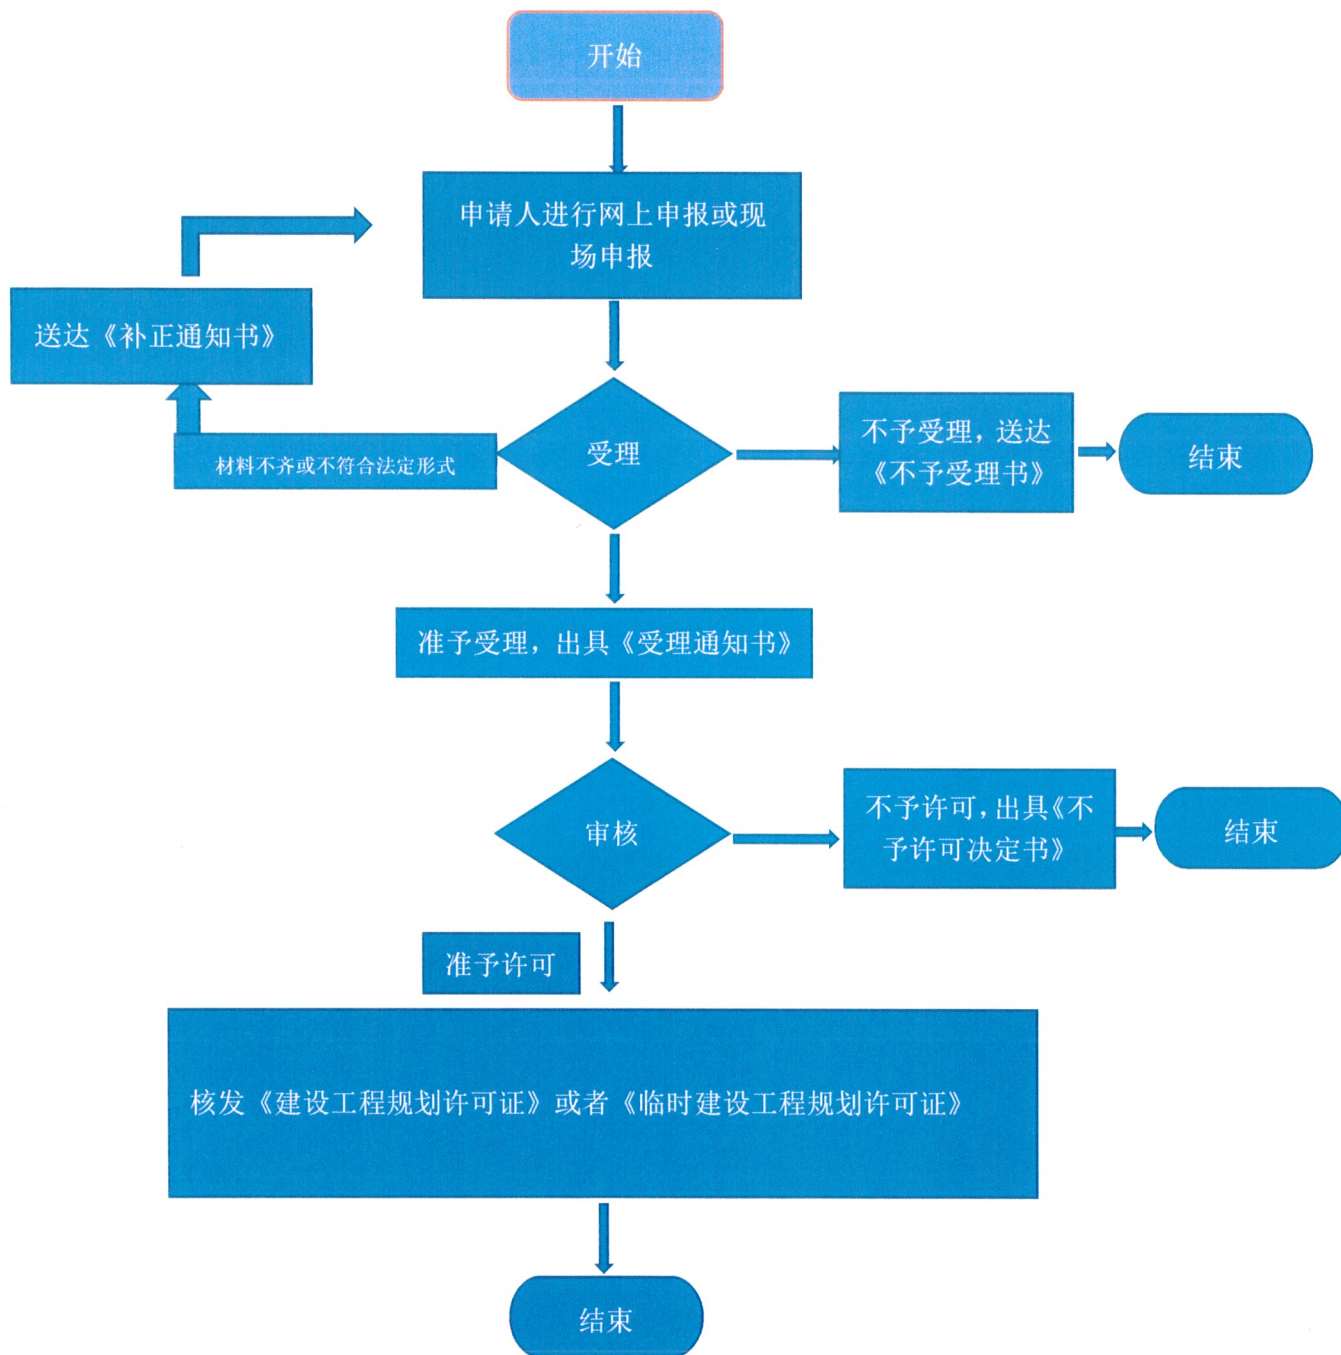 开始
申请人进行网上申报或现
场申报
送达《补正通知书》
材料不齐或不符合法定形式
受理
不予受理，送达
《不予受理书》
结束
准予受理，出具《受理通知书》
审核
不予许可，出具《不
予许可决定书》
结束
准予许可
核发《建设工程规划许可证》或者《临时建设工程规划许可证》
结束